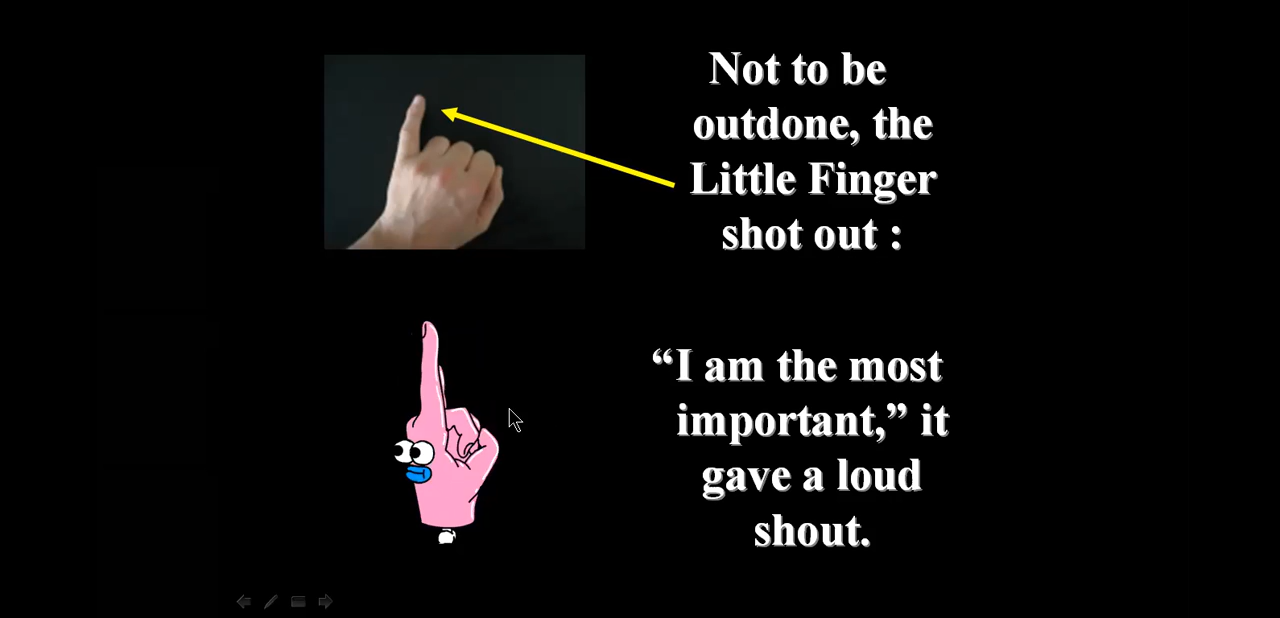 Not to be
outdone, the
Little Finger
shot out :
“I am the most
important,” it
gave a loud
shout.